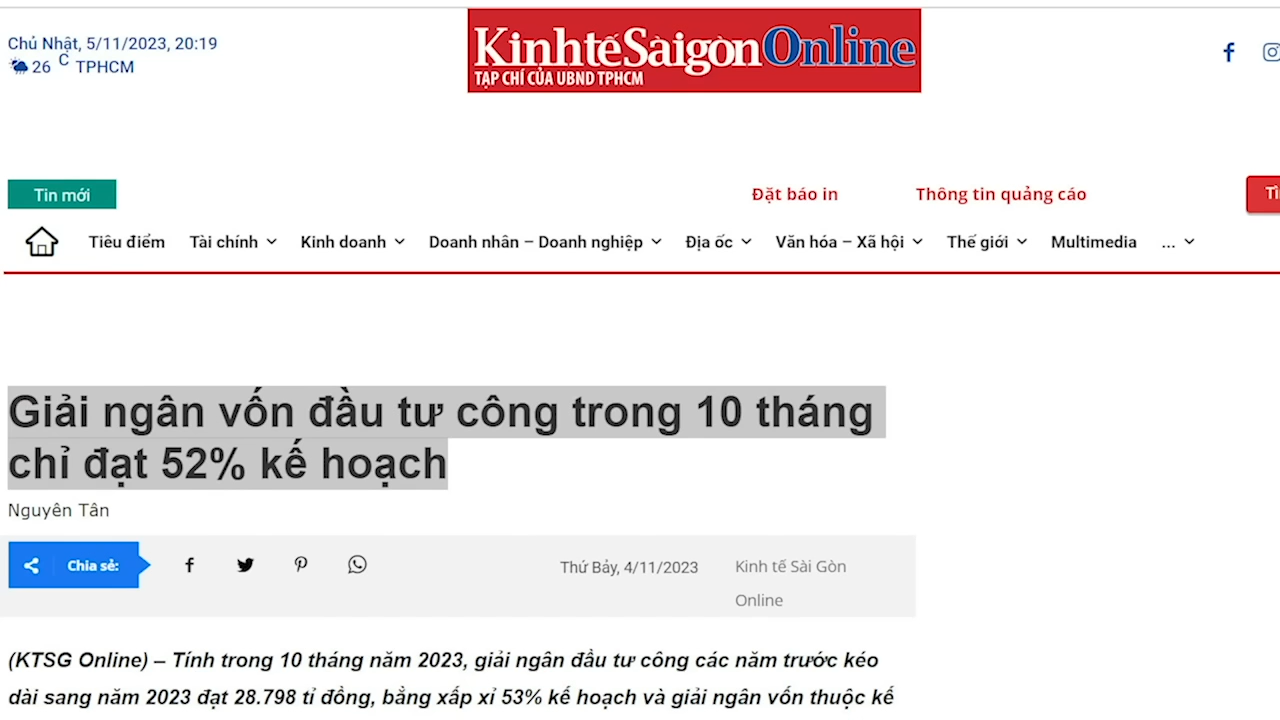 Chủ Nhật, 5/11/2023, 20:19
26 C TPHCM
KinhtếSàigònOnline
TẠP CHÍ CỦA UBND TPHCM
Tin mới
Đặt báo in
Thông tin quảng cáo
Tiêu điểm Tài chính Kinh doanh Doanh nhân – Doanh nghiệp Địa ốc Văn hóa – Xã hội Thế giới Multimedia ...
Giải ngân vốn đầu tư công trong 10 tháng
chỉ đạt 52% kế hoạch
Nguyên Tân
Chia sẻ:
Thứ Bảy, 4/11/2023
Kinh tế Sài Gòn
Online
(KTSG Online) – Tính trong 10 tháng năm 2023, giải ngân đầu tư công các năm trước kéo
dài sang năm 2023 đạt 28.798 tỉ đồng, bằng xấp xỉ 53% kế hoạch và giải ngân vốn thuộc kế